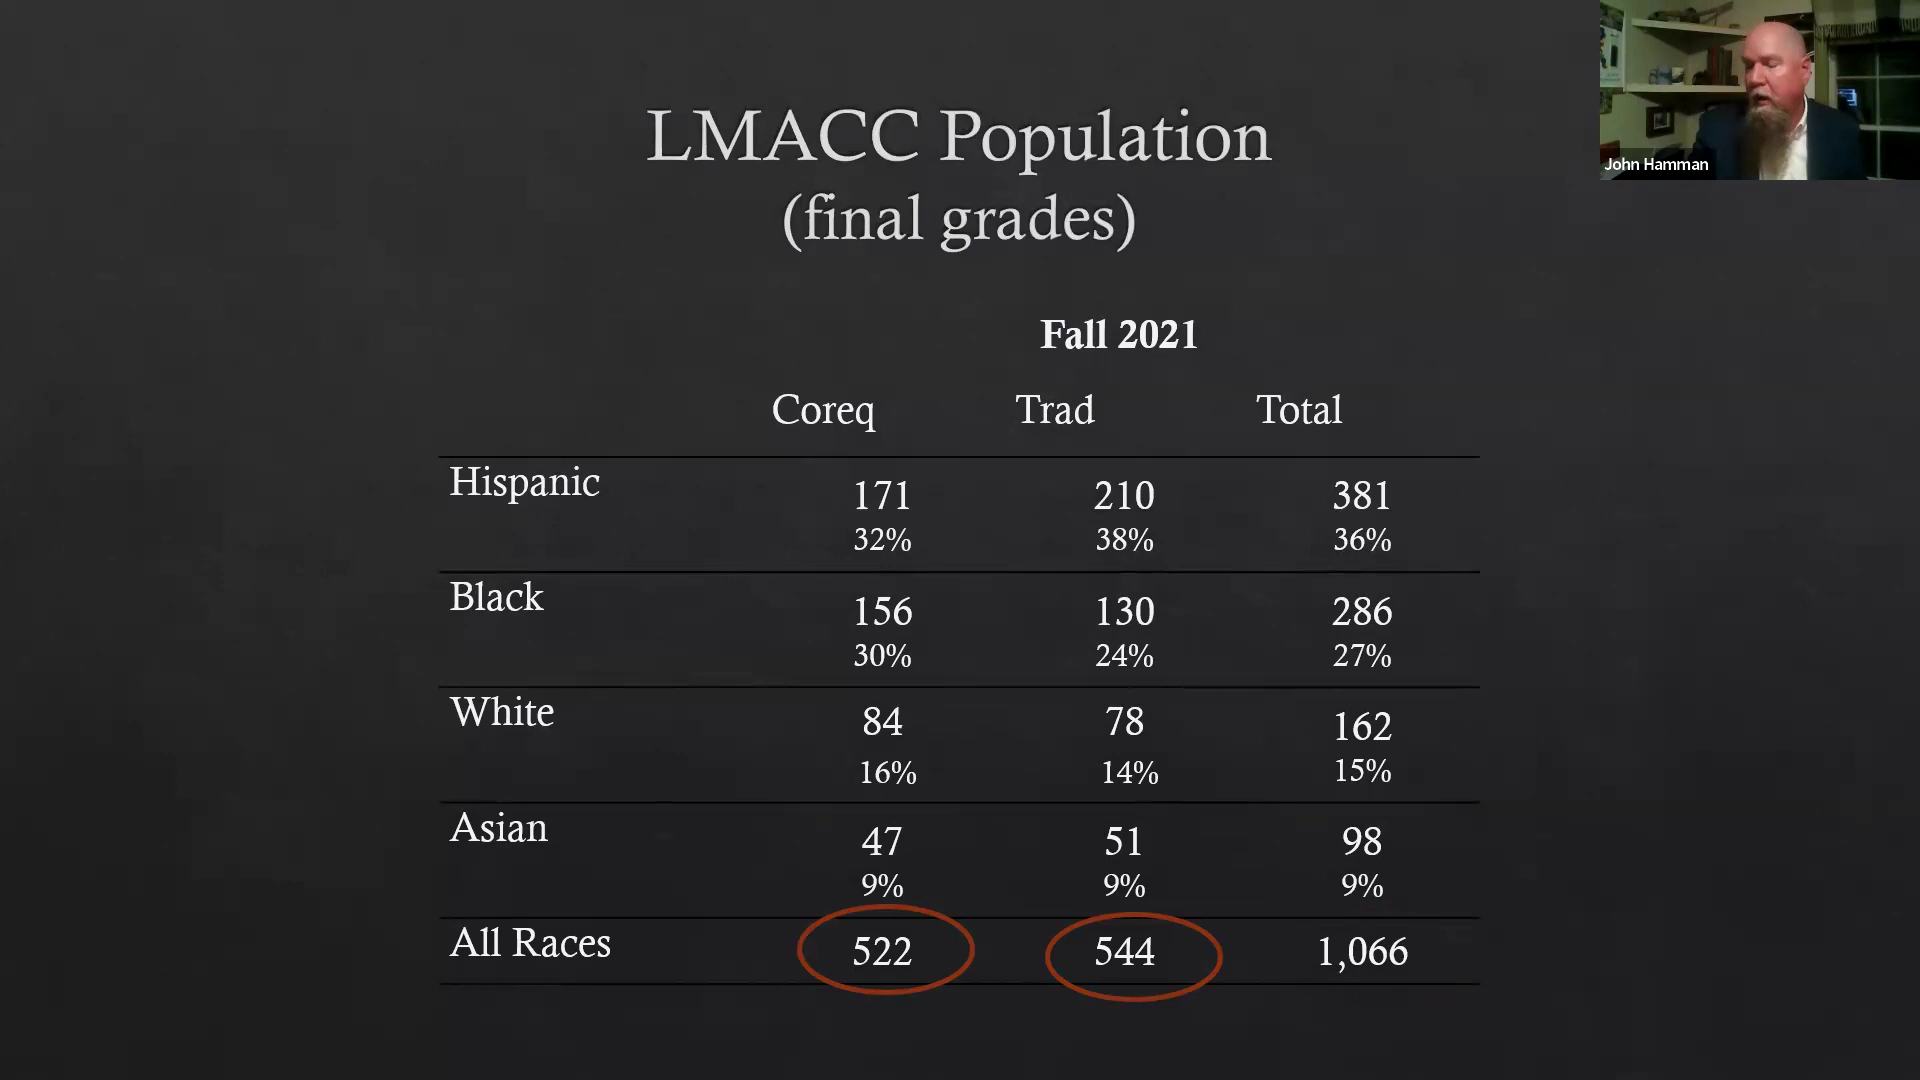 LMACC Population
(final grades)
John Hamman
Fall 2021
Coreq Trad Total
Hispanic 171 210 381
32% 38% 36%
Black 156 130 286
30% 24% 27%
White 84 78 162
16% 14% 15%
Asian 47 51 98
9% 9% 9%
All Races 522 544 1,066